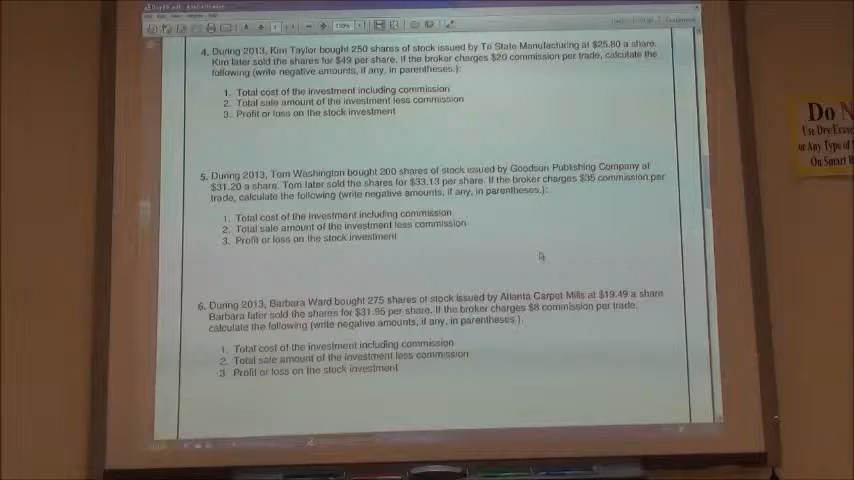 130%
4. During 2013, Kim Taylor bought 250 shares of stock issued by Tri State Manufacturing at $25.80 a share.
Kim later sold the shares for $49 per share. If the broker charges $20 commission per trade, calculate the
following (write negative amounts, if any, in parentheses.):
1. Total cost of the investment including commission
2. Total sale amount of the investment less commission
3. Profit or loss on the stock investment
5. During 2013, Tom Washington bought 200 shares of stock issued by Goodson Publishing Company at
$31.20 a share. Tom later sold the shares for $33.13 per share. If the broker charges $35 commission per
trade, calculate the following (write negative amounts, if any, in parentheses.):
1. Total cost of the investment including commission
2. Total sale amount of the investment less commission
3. Profit or loss on the stock investment
6. During 2013, Barbara Ward bought 275 shares of stock issued by Atlanta Carpet Mills at $19.49 a share
Barbara later sold the shares for $31.95 per share. If the broker charges $8 commission per trade,
calculate the following (write negative amounts, if any, in parentheses.)
1. Total cost of the investment including commission
2. Total sale amount of the investment less commission
3 Profit or loss on the stock investment
Do
Use Dry
or Any Type of
On Smart